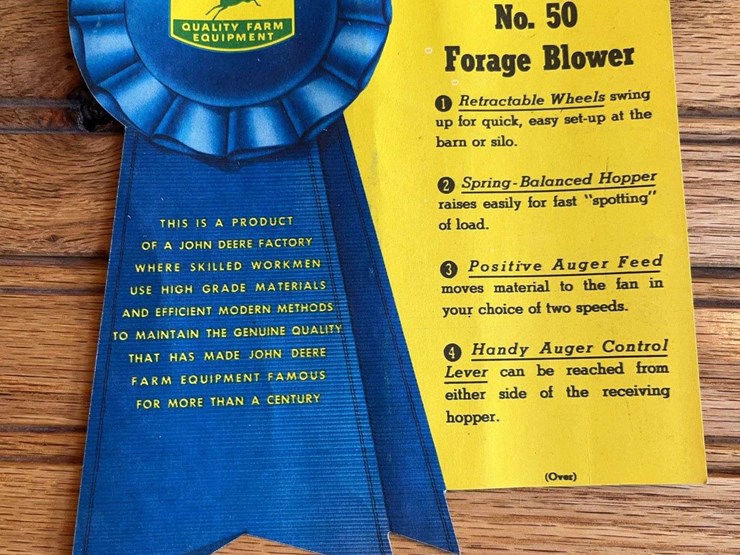 QUALITY FARM
EQUIPMENT
THIS IS A PRODUCT
OF A JOHN DEERE FACTORY
WHERE SKILLED WORKMEN
USE HIGH GRADE MATERIALS
AND EFFICIENT MODERN METHODS
TO MAINTAIN THE GENUINE QUALITY
THAT HAS MADE JOHN DEERE
FARM EQUIPMENT FAMOUS
FOR MORE THAN A CENTURY
No. 50
Forage Blower
1 Retractable Wheels swing
up for quick, easy set-up at the
barn or silo.
2 Spring-Balanced Hopper
raises easily for fast "spotting"
of load.
3 Positive Auger Feed
moves material to the fan in
your choice of two speeds.
4 Handy Auger Control
Lever can be reached from
either side of the receiving
hopper.
(Over)